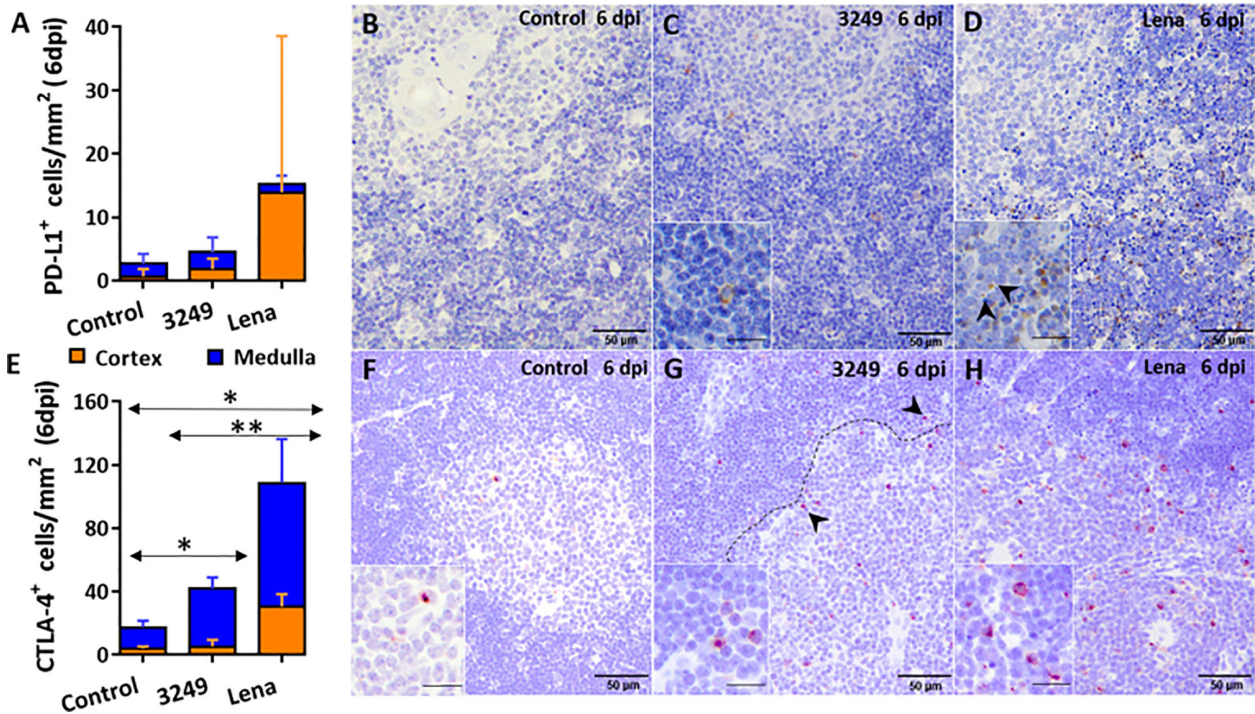 A
PD-L1+ cells/mm2 (6dpi)
40
30
20
10
0
Control
3249
Lena
Cortex
Medulla
B
Control 6 dpi
50 µm
C
3249 6 dpi
50 µm
D
Lena 6 dpi
50 µm
E
CTLA-4+ cells/mm2 (6dpi)
160
120
80
40
0
*
**
*
Control
3249
Lena
F
Control 6 dpi
50 µm
G
3249 6 dpi
50 µm
H
Lena 6 dpi
50 µm